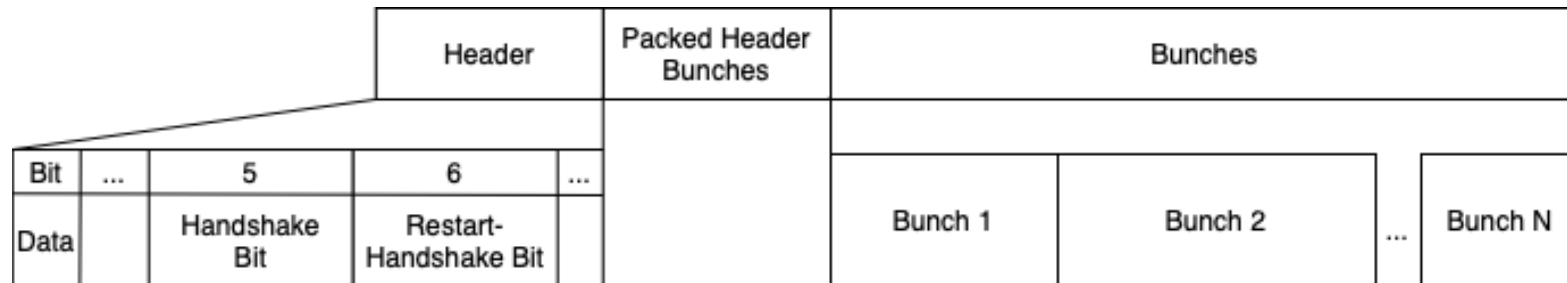 Header
Packed Header
Bunches
Bunches
Bit ... 5 6 ...
Data
Handshake
Bit
Restart-
Handshake Bit
Bunch 1
Bunch 2
...
Bunch N